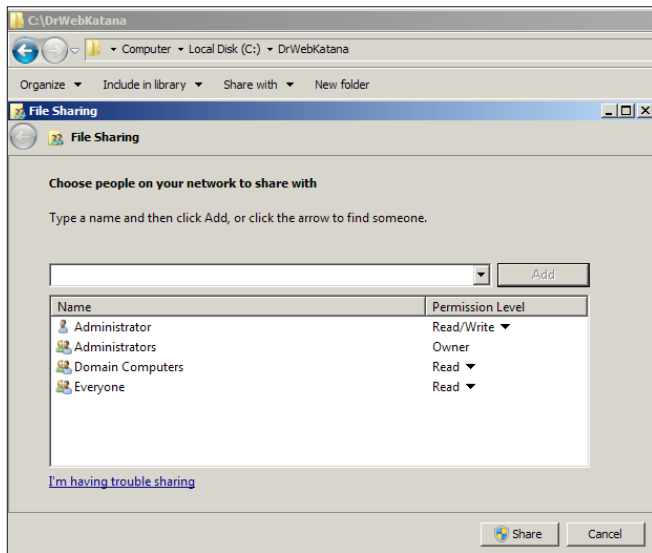 C:\DrWebKatana
Computer Local Disk (C:) DrWebKatana
Organize Include in library Share with New folder
File Sharing
File Sharing
Choose people on your network to share with
Type a name and then click Add, or click the arrow to find someone.
Add
Name Permission Level
Administrator Read/Write
Administrators Owner
Domain Computers Read
Everyone Read
I'm having trouble sharing
Share Cancel